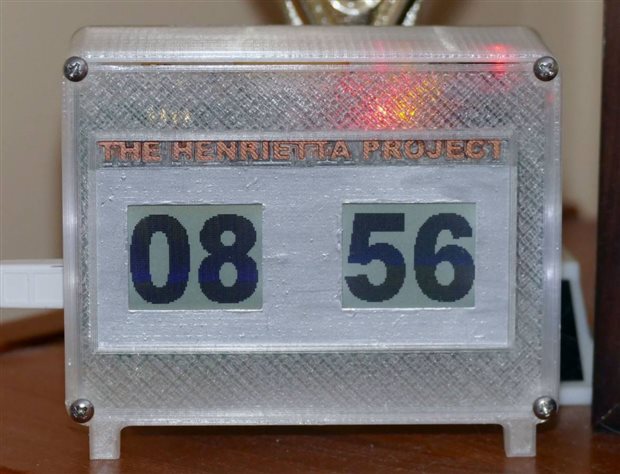 THE HENRIETTA PROJECT
08 56